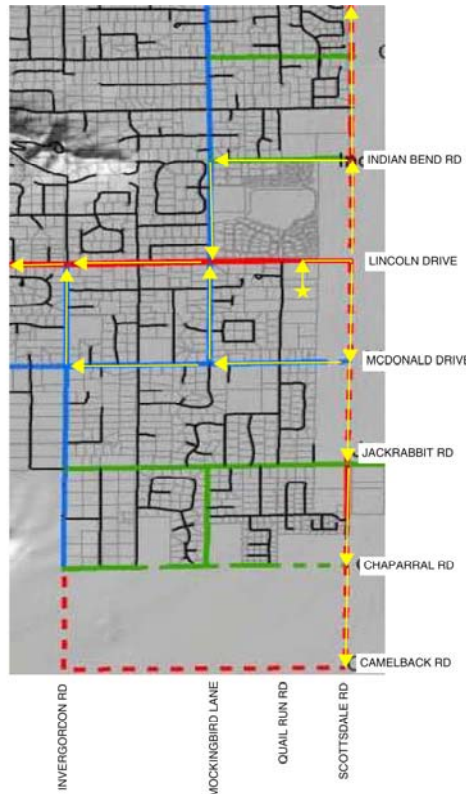 INDIAN BEND RD
LINCOLN DRIVE
MCDONALD DRIVE
JACKRABBIT RD
CHAPARRAL RD
CAMELBACK RD
INVERGORDON RD
MOCKINGBIRD LANE
QUAIL RUN RD
SCOTTSDALE RD